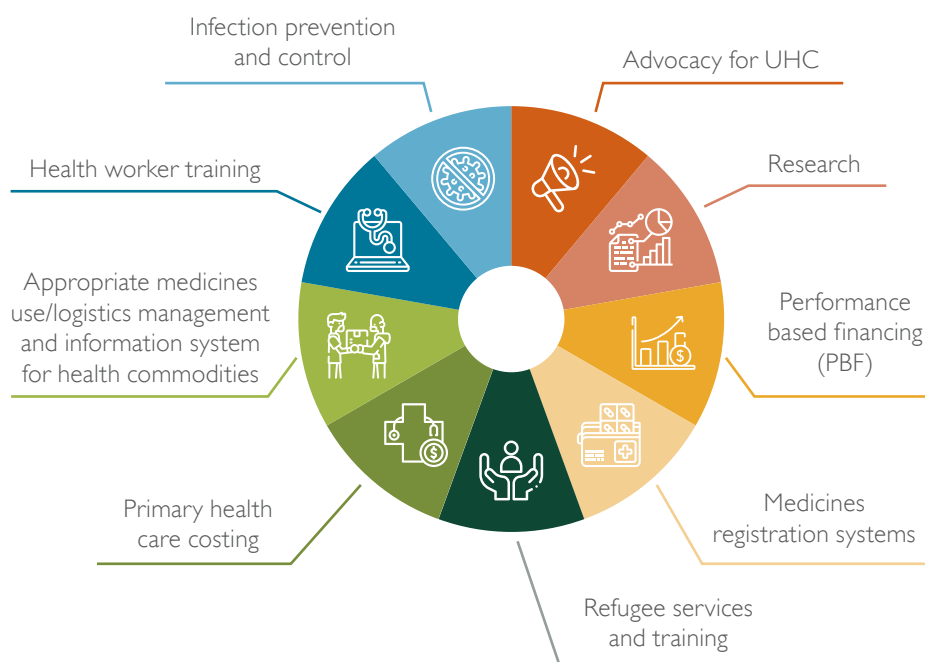 Infection prevention
and control
Advocacy for UHC
Health worker training
Research
Appropriate medicines
use/logistics management
and information system
for health commodities
Performance
based financing
(PBF)
Primary health
care costing
Medicines
registration systems
Refugee services
and training